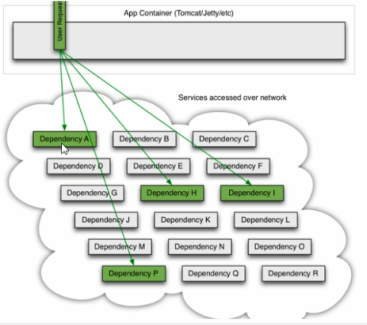 App Container (Tomcat/Jetty/etc)
User Reques
Services accessed over network
Dependency A
Dependency B
Dependency C
Dependency D
Dependency E
Dependency F
Dependency G
Dependency H
Dependency I
Dependency J
Dependency K
Dependency L
Dependency M
Dependency N
Dependency O
Dependency P
Dependency Q
Dependency R